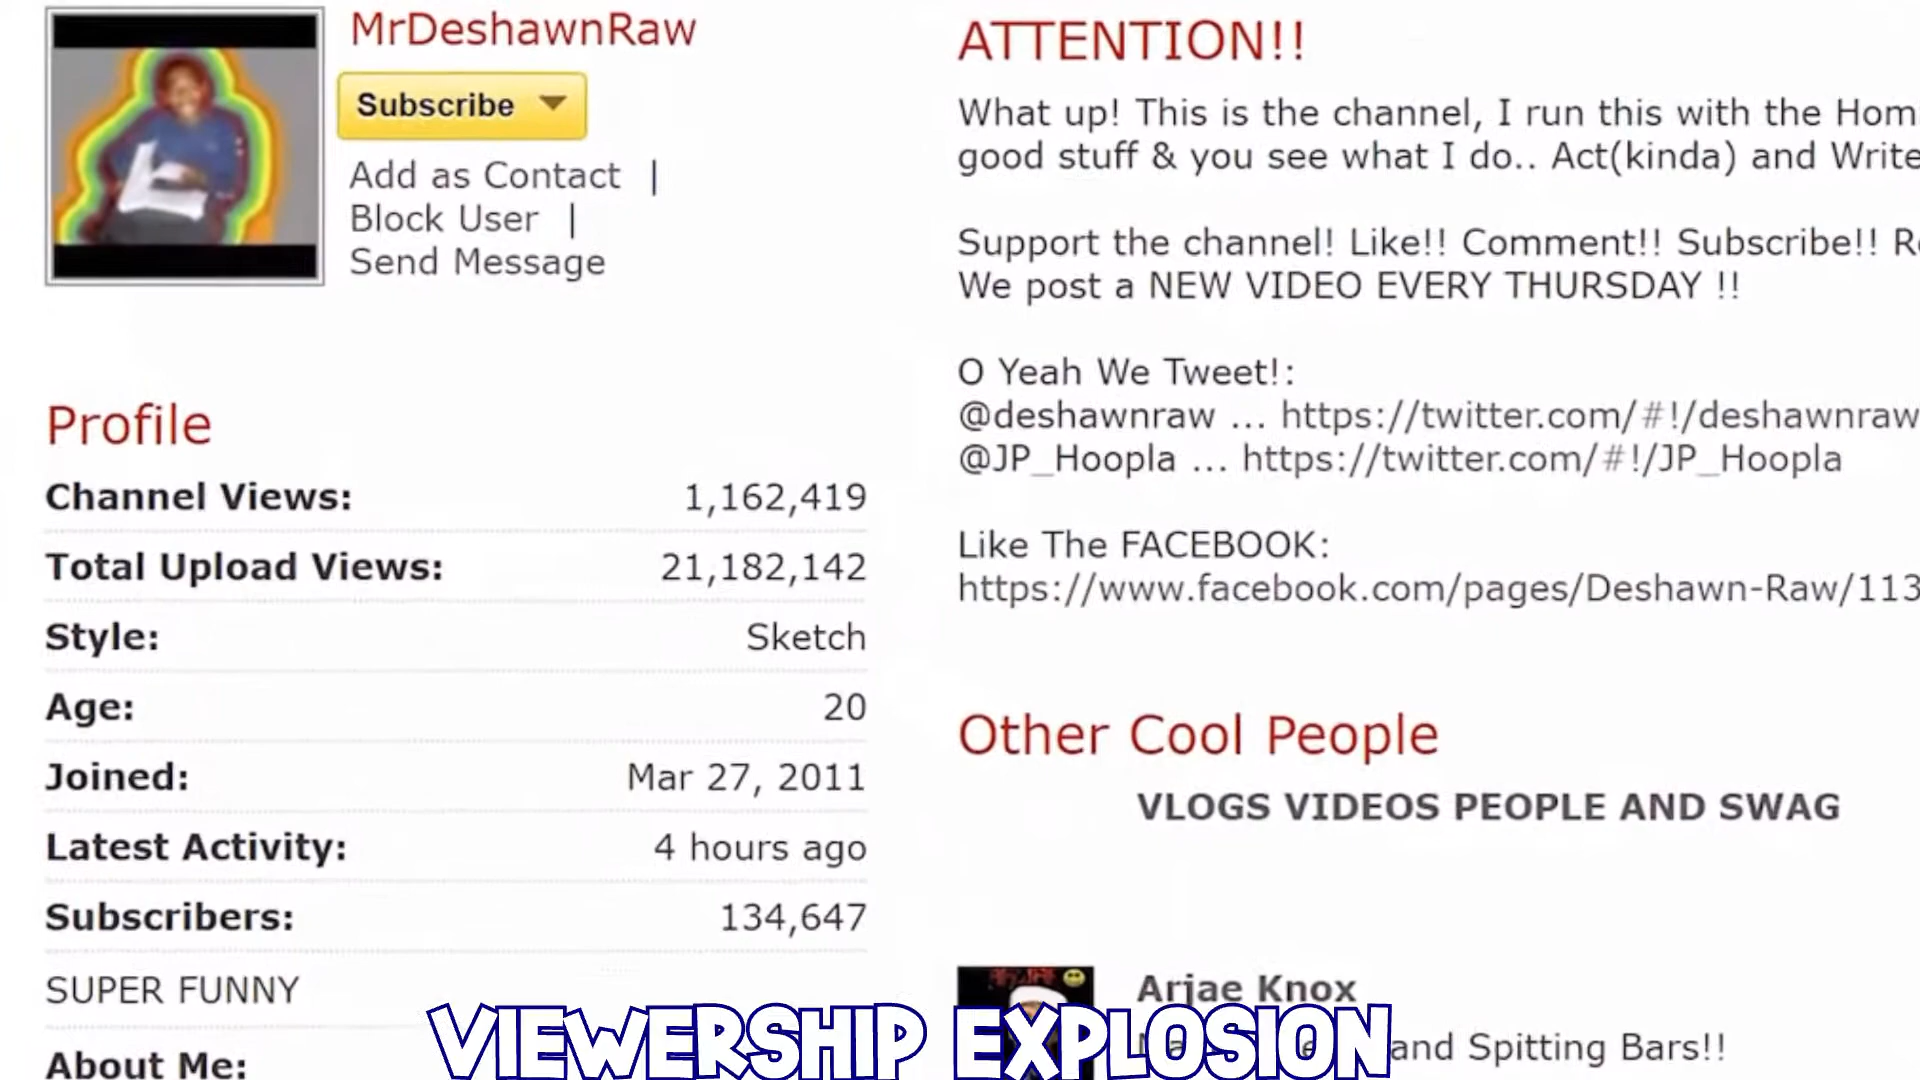 MrDeshawnRaw
Subscribe
Add as Contact |
Block User |
Send Message
Profile
Channel Views: 1,162,419
Total Upload Views: 21,182,142
Style: Sketch
Age: 20
Joined: Mar 27, 2011
Latest Activity: 4 hours ago
Subscribers: 134,647
SUPER FUNNY
About Me:
ATTENTION!!
What up! This is the channel, I run this with the Hom
good stuff & you see what I do.. Act(kinda) and Write
Support the channel! Like!! Comment!! Subscribe!! R
We post a NEW VIDEO EVERY THURSDAY !!
O Yeah We Tweet!:
@deshawnraw ... https://twitter.com/#!/deshawnraw
@JP_Hoopla ... https://twitter.com/#!/JP_Hoopla
Like The FACEBOOK:
https://www.facebook.com/pages/Deshawn-Raw/113
Other Cool People
VLOGS VIDEOS PEOPLE AND SWAG
Arjae Knox
and Spitting Bars!!
VIEWERSHIP EXPLOSION